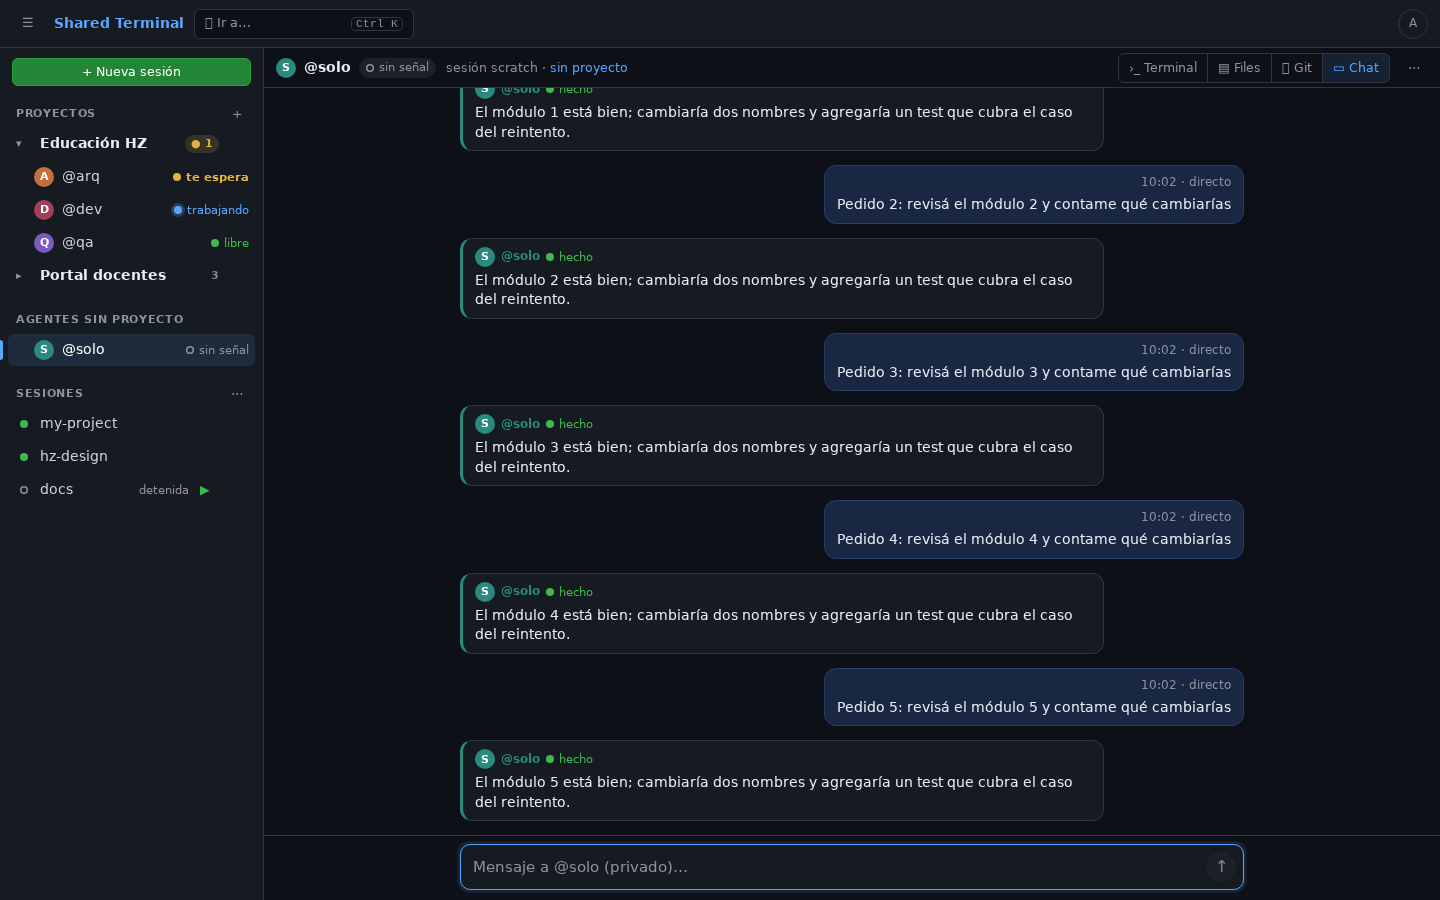 ☰ Shared Terminal Ir a… Ctrl K A
+ Nueva sesión
PROYECTOS +
▾ Educación HZ 1
A @arq te espera
D @dev trabajando
Q @qa libre
▸ Portal docentes 3
AGENTES SIN PROYECTO
S @solo sin señal
SESIONES ⋯
my-project
hz-design
docs detenida ▶
S @solo sin señal sesión scratch · sin proyecto ›_ Terminal ▤ Files Git ▭ Chat ⋯
S @solo hecho
El módulo 1 está bien; cambiaría dos nombres y agregaría un test que cubra el caso
del reintento.
10:02 · directo
Pedido 2: revisá el módulo 2 y contame qué cambiarías
S @solo hecho
El módulo 2 está bien; cambiaría dos nombres y agregaría un test que cubra el caso
del reintento.
10:02 · directo
Pedido 3: revisá el módulo 3 y contame qué cambiarías
S @solo hecho
El módulo 3 está bien; cambiaría dos nombres y agregaría un test que cubra el caso
del reintento.
10:02 · directo
Pedido 4: revisá el módulo 4 y contame qué cambiarías
S @solo hecho
El módulo 4 está bien; cambiaría dos nombres y agregaría un test que cubra el caso
del reintento.
10:02 · directo
Pedido 5: revisá el módulo 5 y contame qué cambiarías
S @solo hecho
El módulo 5 está bien; cambiaría dos nombres y agregaría un test que cubra el caso
del reintento.
Mensaje a @solo (privado)… ↑